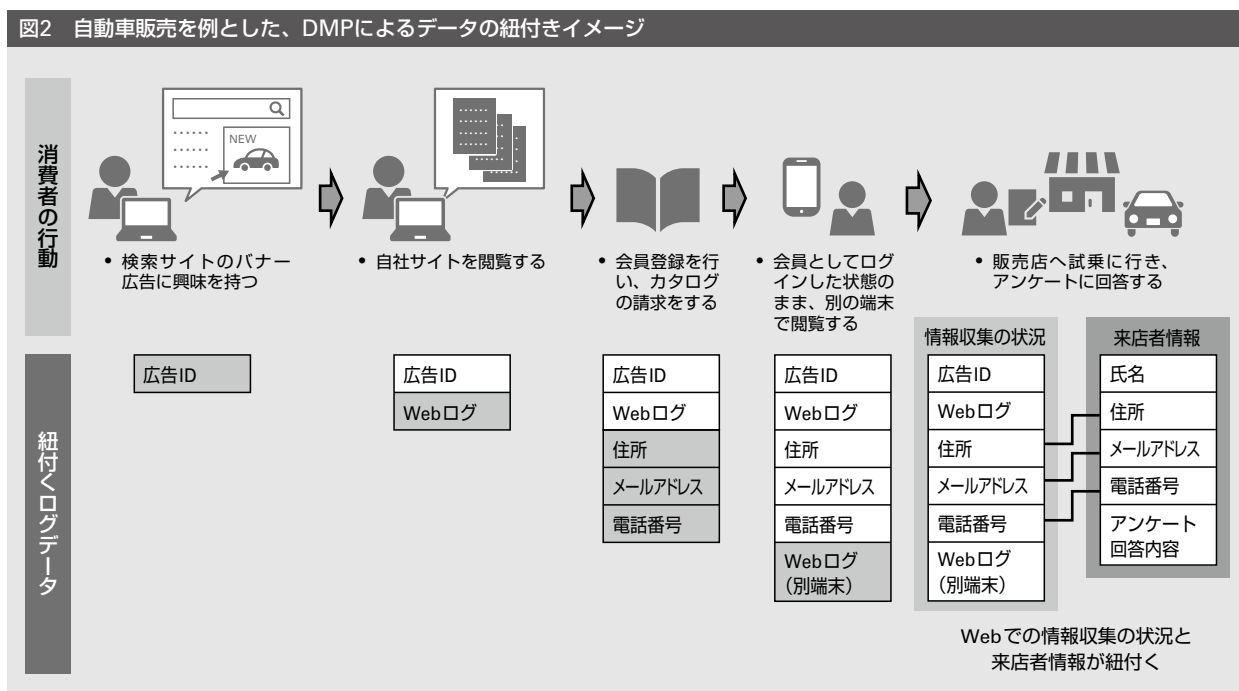 図2 自動車販売を例とした、DMPによるデータの紐付きイメージ
消費者の行動
NEW
• 検索サイトのバナー
広告に興味を持つ
• 自社サイトを閲覧する
• 会員登録を行
い、カタログ
の請求をする
• 会員としてログ
インした状態の
まま、別の端末
で閲覧する
• 販売店へ試乗に行き、
アンケートに回答する
紐付くログデータ
広告ID
広告ID
Webログ
広告ID
Webログ
住所
メールアドレス
電話番号
広告ID
Webログ
住所
メールアドレス
電話番号
Webログ
（別端末）
情報収集の状況
広告ID
Webログ
住所
メールアドレス
電話番号
Webログ
（別端末）
来店者情報
氏名
住所
メールアドレス
電話番号
アンケート
回答内容
Webでの情報収集の状況と
来店者情報が紐付く